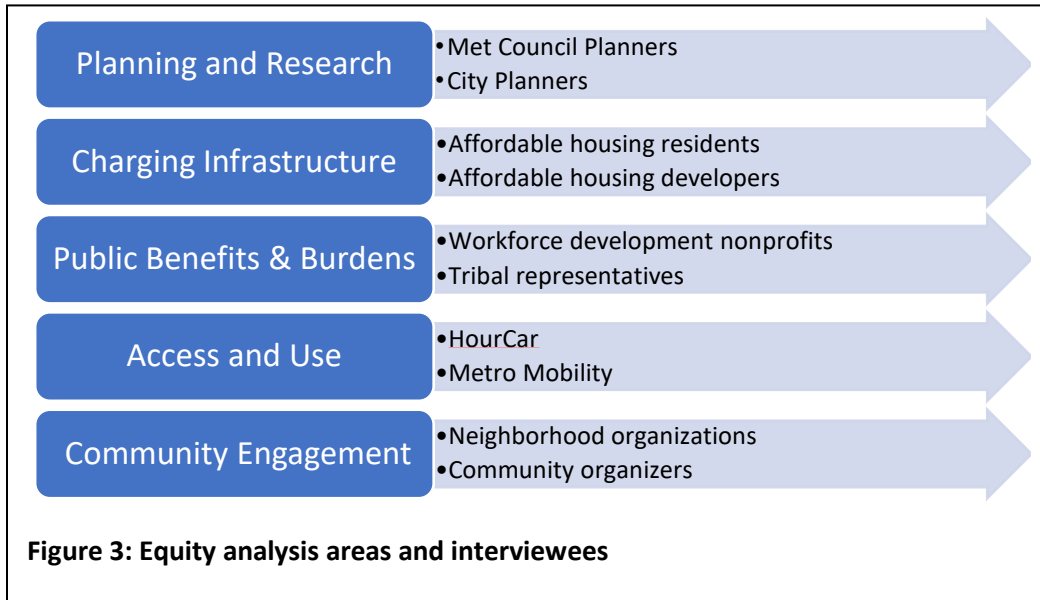 Planning and Research
•Met Council Planners
•City Planners
Charging Infrastructure
•Affordable housing residents
•Affordable housing developers
Public Benefits & Burdens
•Workforce development nonprofits
•Tribal representatives
Access and Use
•HourCar
•Metro Mobility
Community Engagement
•Neighborhood organizations
•Community organizers
Figure 3: Equity analysis areas and interviewees